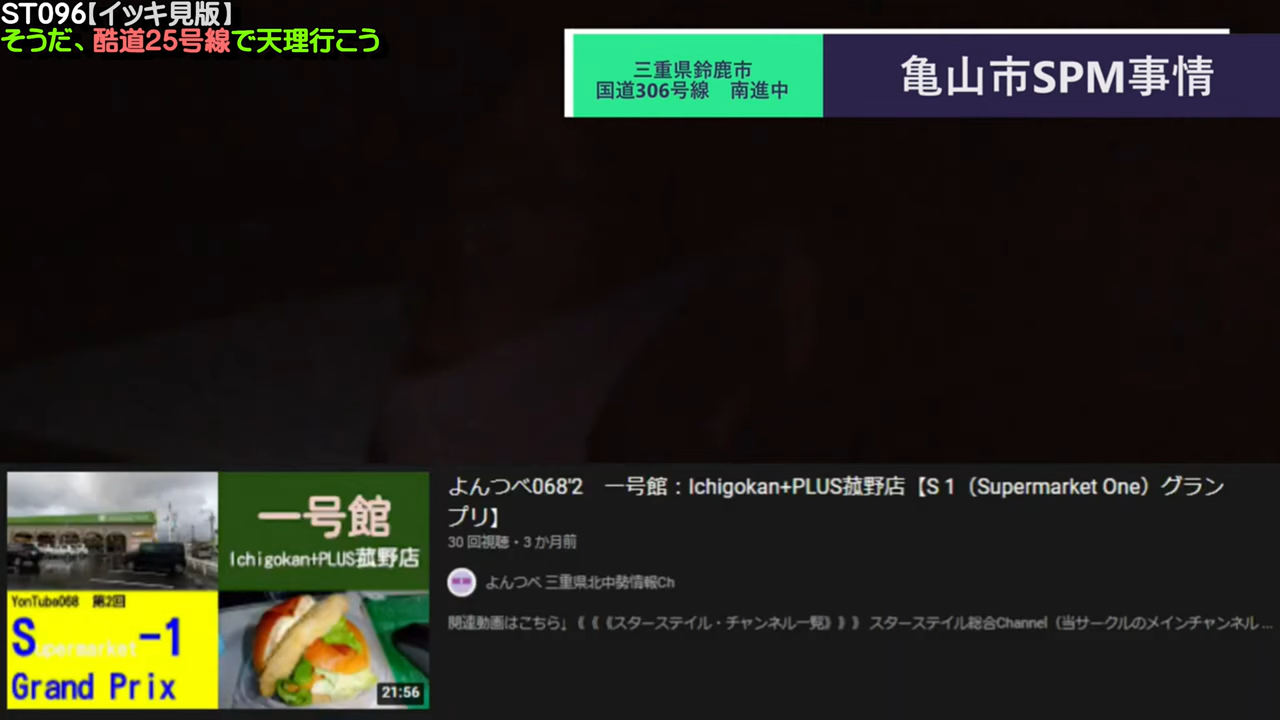 ST096【イッキ見版】
そうだ、酷道25号線で天理行こう
三重県鈴鹿市
国道306号線　南進中
亀山市SPM事情
一号館
Ichigokan+PLUS菰野店
YonTube068　第2回
Supermarket-1
Grand Prix
21:56
よんつべ068'2　一号館：Ichigokan+PLUS菰野店【S 1（Supermarket One）グラン
プリ】
30 回視聴・3 か月前
よんつべ 三重県北中勢情報Ch
関連動画はこちら」《《《スターステイル・チャンネル一覧》》》 スターステイル総合Channel（当サークルのメインチャンネル ...